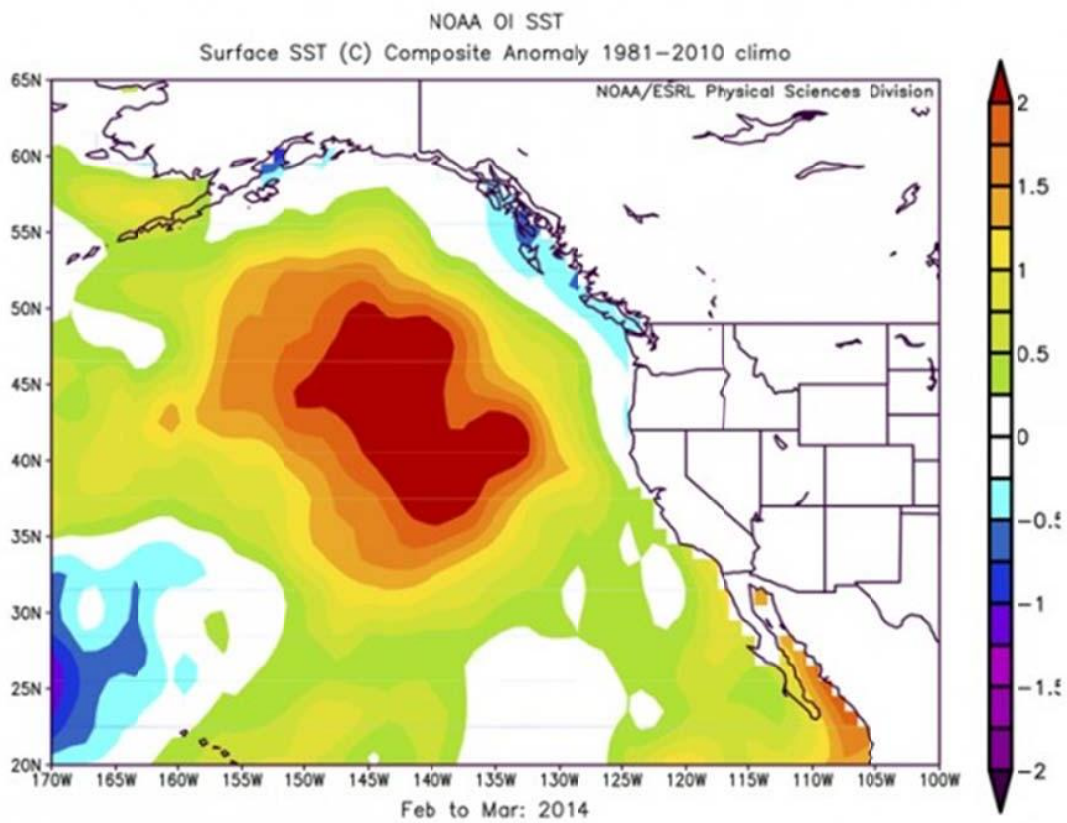 NOAA OI SST
Surface SST (C) Composite Anomaly 1981-2010 climo
NOAA/ESRL Physical Sciences Division
65N
60N
55N
50N
45N
40N
35N
30N
25N
20N
170W 165W 160W 155W 150W 145W 140W 135W 130W 125W 120W 115W 110W 105W 100W
Feb to Mar: 2014
2
1.5
1
0.5
0
-0.5
-1
-1.5
-2